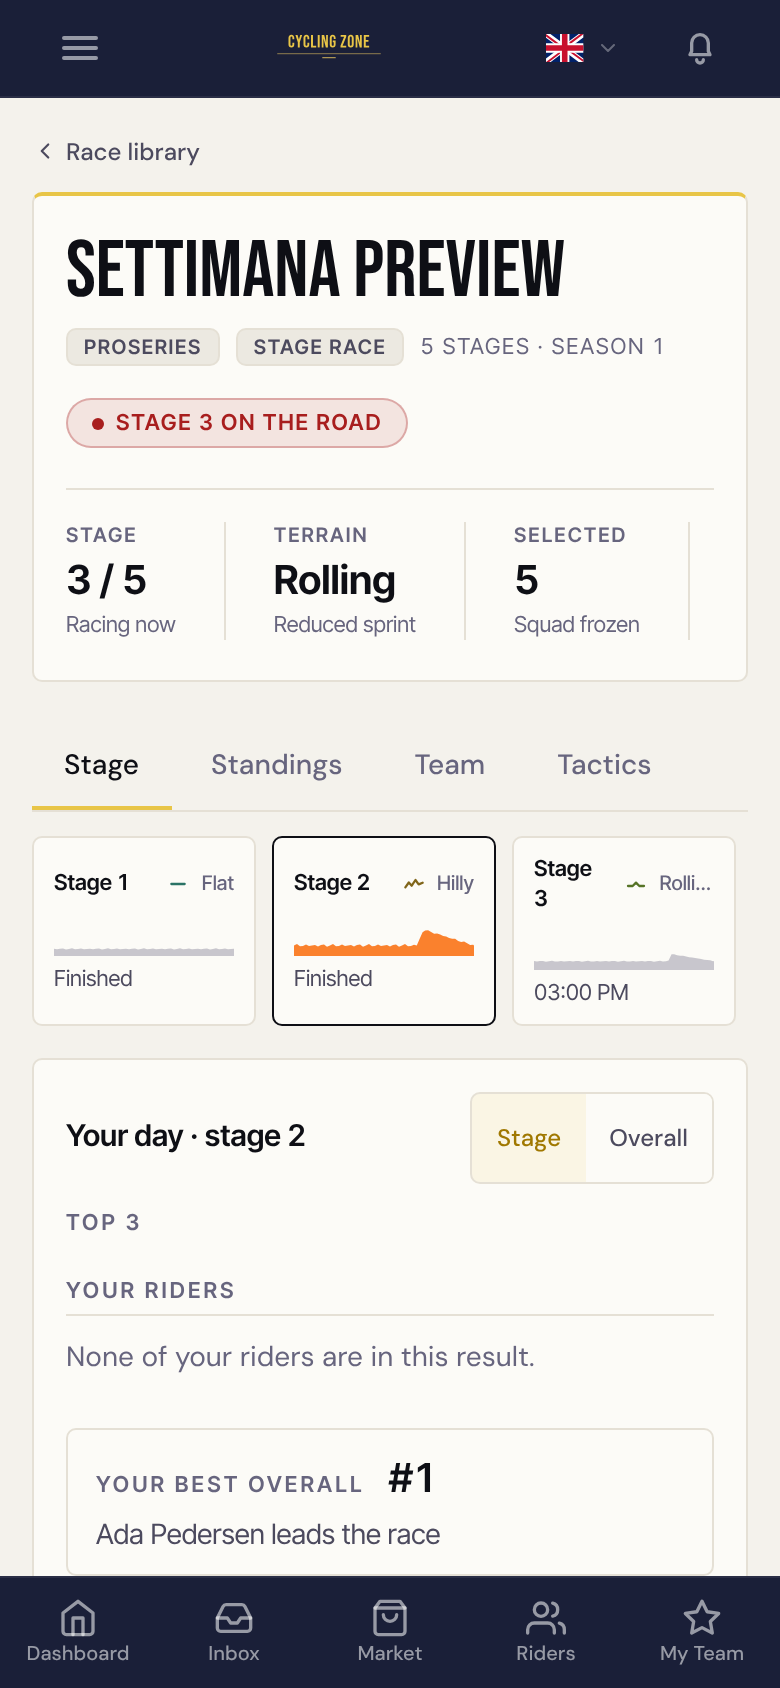 CYCLING ZONE
Race library
SETTIMANA PREVIEW
PROSERIES STAGE RACE 5 STAGES · SEASON 1
STAGE 3 ON THE ROAD
STAGE TERRAIN SELECTED
3 / 5 Rolling 5
Racing now Reduced sprint Squad frozen
Stage Standings Team Tactics
Stage 1 Flat
Finished
Stage 2 Hilly
Finished
Stage 3 Rolli...
03:00 PM
Your day · stage 2 Stage Overall
TOP 3
YOUR RIDERS
None of your riders are in this result.
YOUR BEST OVERALL #1
Ada Pedersen leads the race
Dashboard Inbox Market Riders My Team